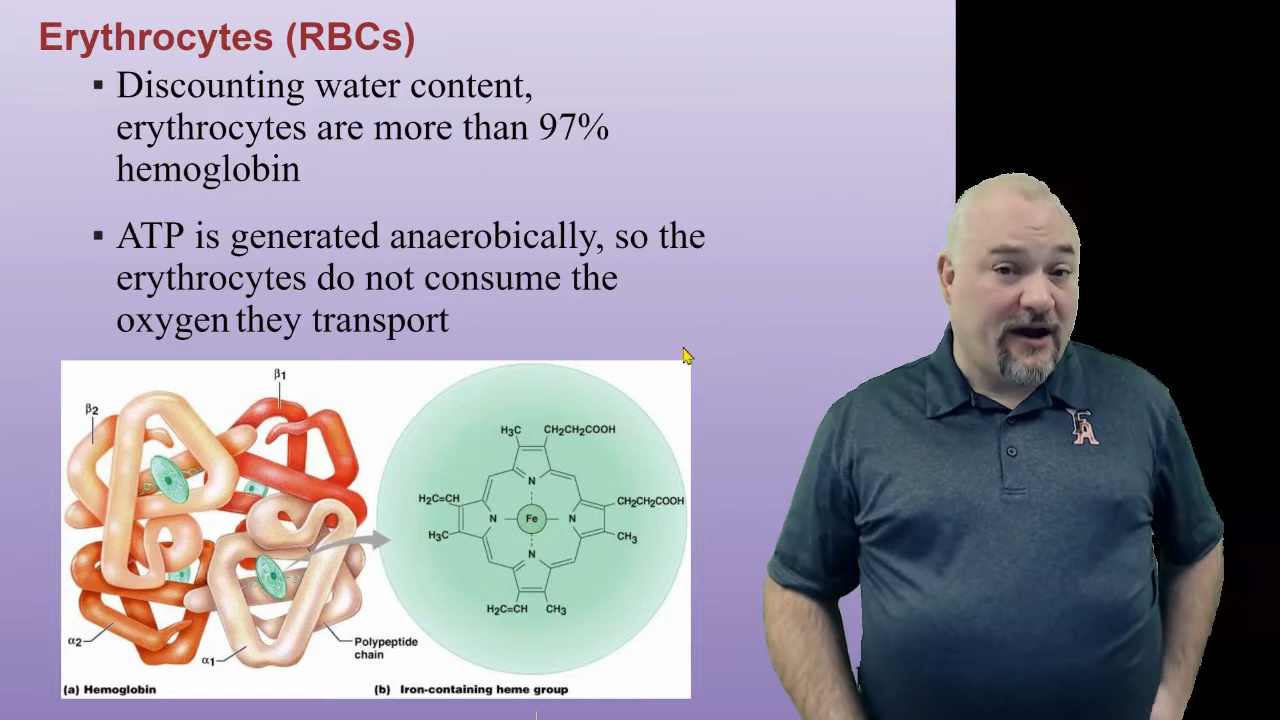 Erythrocytes (RBCs)
▪ Discounting water content,
erythrocytes are more than 97%
hemoglobin
▪ ATP is generated anaerobically, so the
erythrocytes do not consume the
oxygen they transport
β2
β1
α2
α1
Polypeptide
chain
(a) Hemoglobin
H3C
CH2CH2COOH
N
H2C=CH
CH2CH2COOH
N
Fe
N
H3C
CH3
N
H2C=CH
CH3
(b) Iron-containing heme group
FA